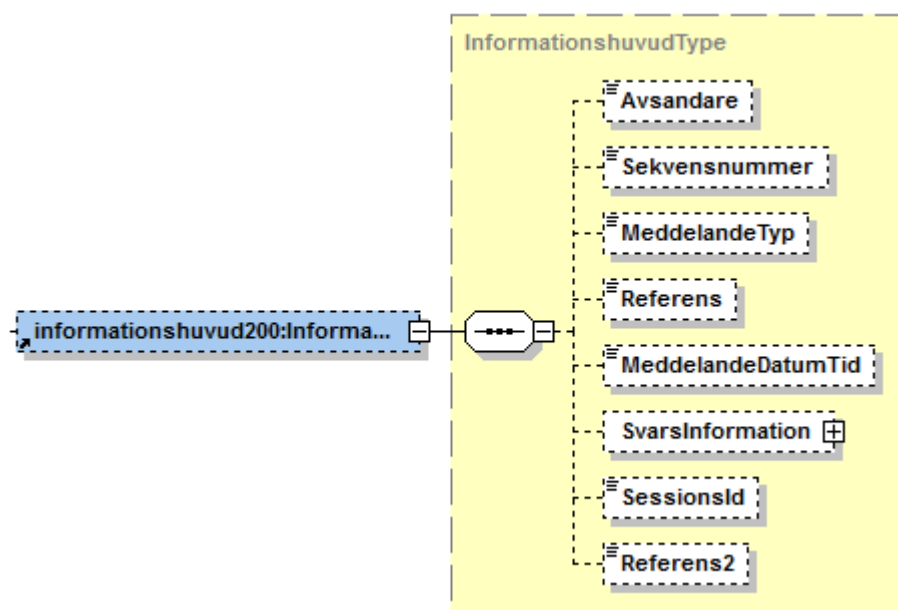 InformationshuvudType
Avsandare
Sekvensnummer
MeddelandeTyp
Referens
informationshuvud200:Informa...
MeddelandeDatumTid
SvarsInformation
SessionsId
Referens2